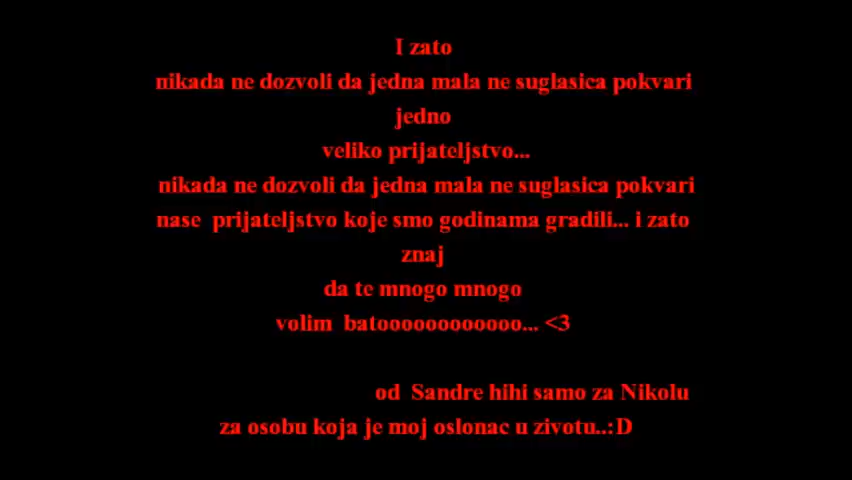 I zato
nikada ne dozvoli da jedna mala ne suglasica pokvari
jedno
veliko prijateljstvo...
nikada ne dozvoli da jedna mala ne suglasica pokvari
nase  prijateljstvo koje smo godinama gradili... i zato
znaj
da te mnogo mnogo
volim  batoooooooooooo... <3
od  Sandre hihi samo za Nikolu
za osobu koja je moj oslonac u zivotu..:D